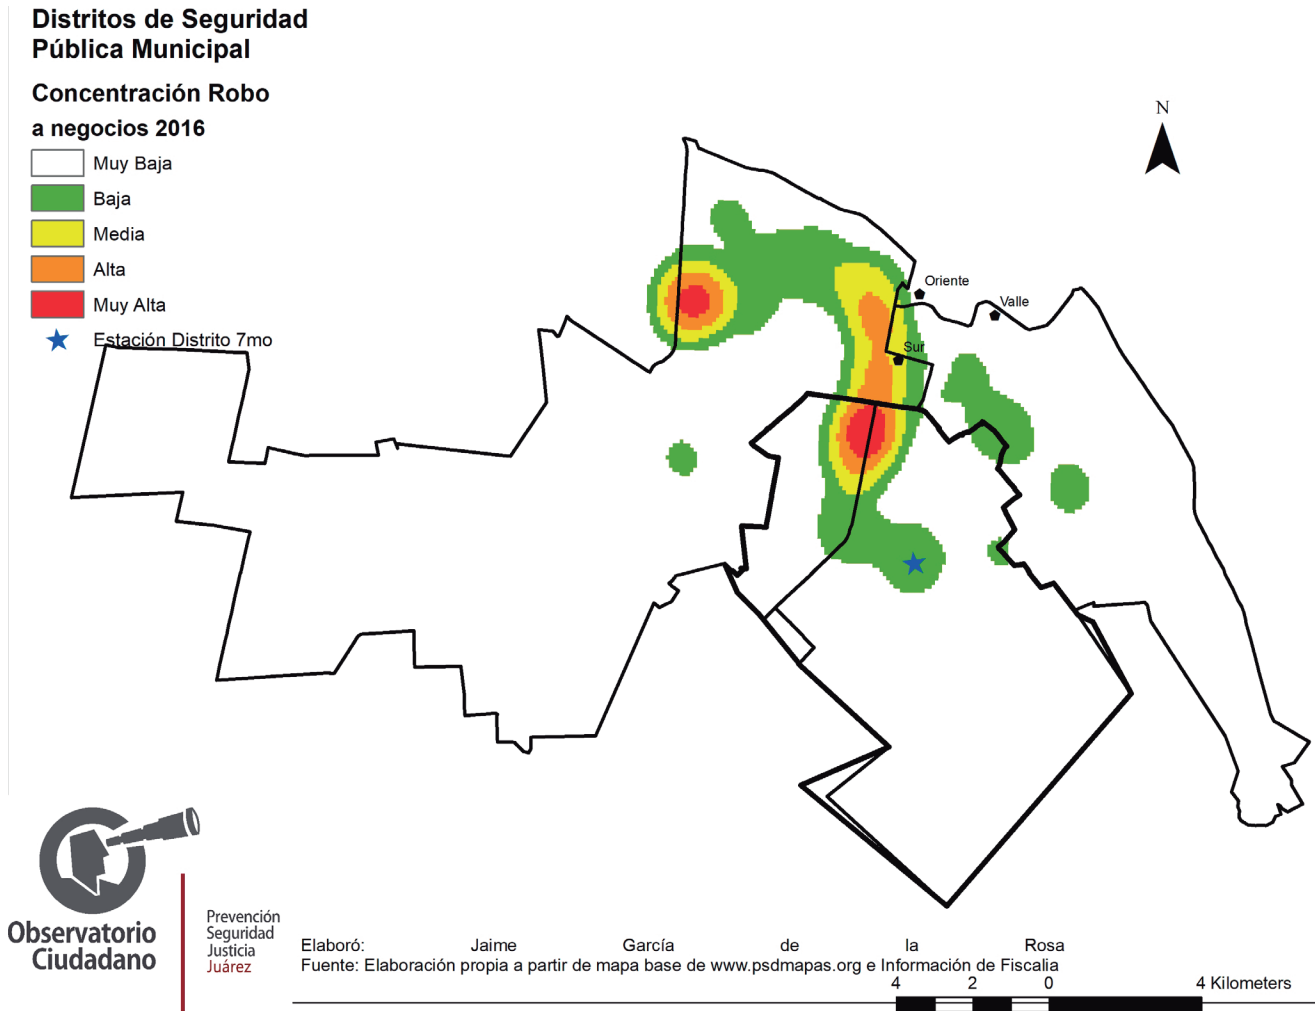 Distritos de Seguridad
Pública Municipal
Concentración Robo
a negocios 2016
Muy Baja
Baja
Media
Alta
Muy Alta
Estación Distrito 7mo
N
Oriente
Valle
Sur
Observatorio
Ciudadano
Prevención
Seguridad
Justicia
Juárez
Elaboró: Jaime García de la Rosa
Fuente: Elaboración propia a partir de mapa base de www.psdmapas.org e Información de Fiscalia
4 2 0 4 Kilometers